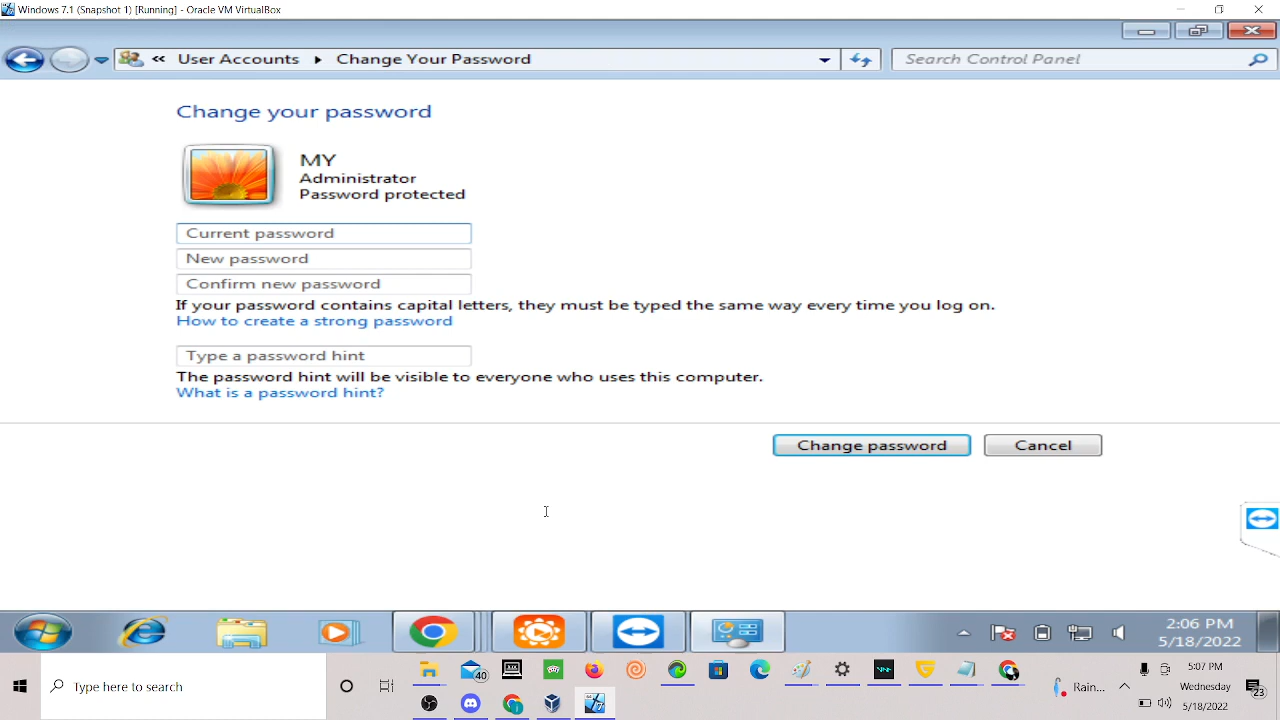 Windows 7.1 (Snapshot 1) [Running] - Oracle VM VirtualBox
« User Accounts ▸ Change Your Password
Search Control Panel
Change your password
MY
Administrator
Password protected
Current password
New password
Confirm new password
If your password contains capital letters, they must be typed the same way every time you log on.
How to create a strong password
Type a password hint
The password hint will be visible to everyone who uses this computer.
What is a password hint?
Change password
Cancel
2:06 PM
5/18/2022
Type here to search
40
Rain...
5:07 PM
Wednesday
5/18/2022
23